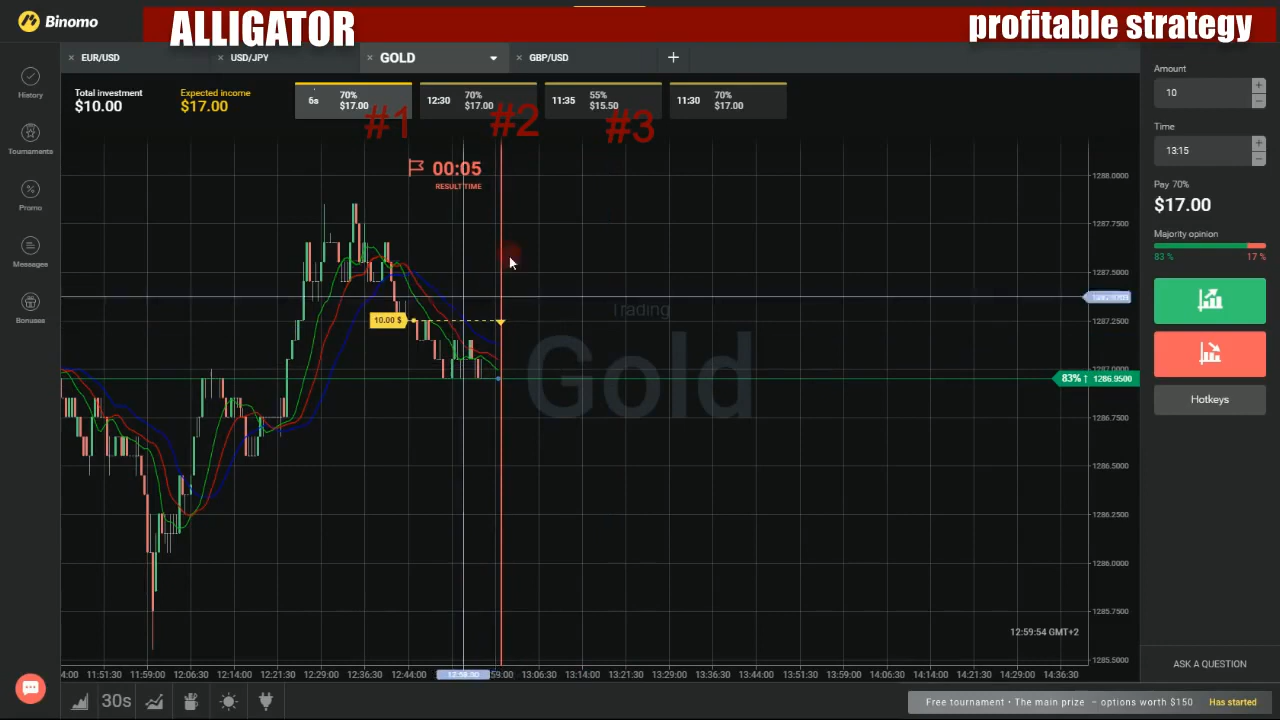 ALLIGATOR
profitable strategy
Binomo
EUR/USD
USD/JPY
GOLD
GBP/USD
+
History
Tournaments
Promo
Messages
Bonuses
Total investment
$10.00
Expected income
$17.00
6s
70%
$17.00
12:30
70%
$17.00
11:35
55%
$15.50
11:30
70%
$17.00
#1
#2
#3
00:05
RESULT TIME
10.00 $
Trading
Gold
1288.0000
1287.7500
1287.5000
1287.2500
1287.0000
83%↑ 1286.9500
1286.7500
1286.5000
1286.2500
1286.0000
1285.7500
1285.5000
12:59:54 GMT+2
4:00
11:51:30
11:59:00
12:06:30
12:14:00
12:21:30
12:29:00
12:36:30
12:44:00
59:00
13:06:30
13:14:00
13:21:30
13:29:00
13:36:30
13:44:00
13:51:30
13:59:00
14:06:30
14:14:00
14:21:30
14:29:00
14:36:30
30s
Amount
10
+
−
Time
13:15
+
−
Pay 70%
$17.00
Majority opinion
83 %
17 %
Hotkeys
ASK A QUESTION
Free tournament • The main prize – options worth $150 Has started